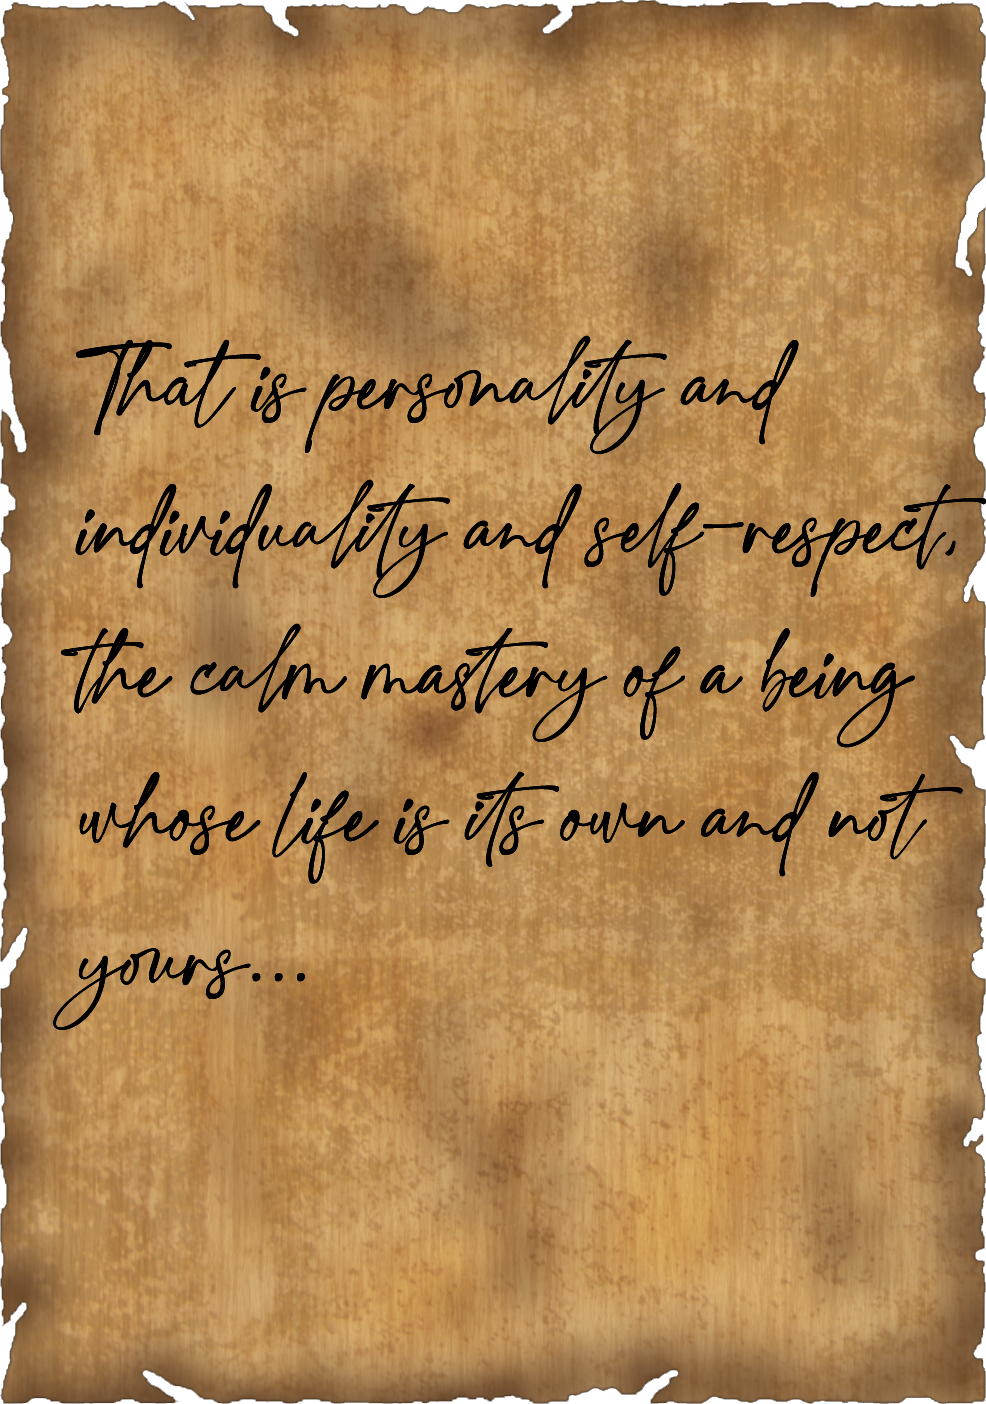 That is personality and
individuality and self-respect,
the calm mastery of a being
whose life is its own and not
yours...